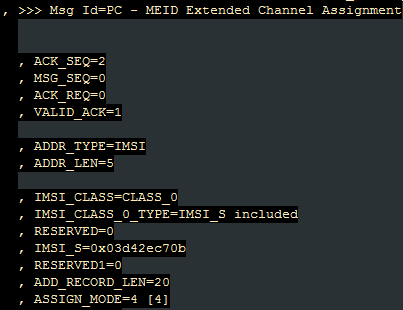 , >>> Msg Id=PC - MEID Extended Channel Assignment
, ACK_SEQ=2
, MSG_SEQ=0
, ACK_REQ=0
, VALID_ACK=1
, ADDR_TYPE=IMSI
, ADDR_LEN=5
, IMSI_CLASS=CLASS_0
, IMSI_CLASS_0_TYPE=IMSI_S included
, RESERVED=0
, IMSI_S=0x03d42ec70b
, RESERVED1=0
, ADD_RECORD_LEN=20
, ASSIGN_MODE=4 [4]